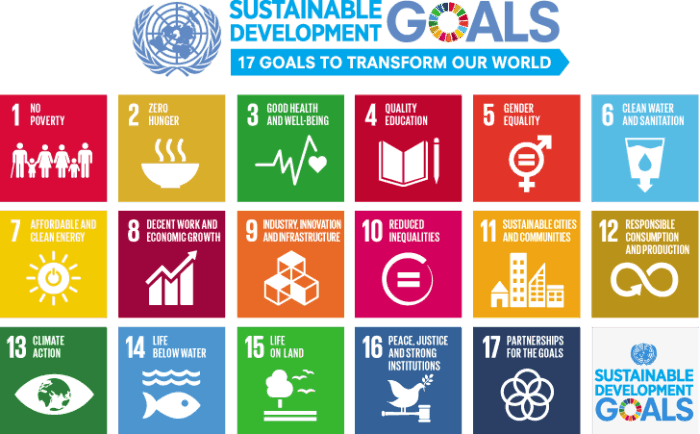 SUSTAINABLE
DEVELOPMENT
GOALS
17 GOALS TO TRANSFORM OUR WORLD
1 NO
POVERTY
2 ZERO
HUNGER
3 GOOD HEALTH
AND WELL-BEING
4 QUALITY
EDUCATION
5 GENDER
EQUALITY
6 CLEAN WATER
AND SANITATION
7 AFFORDABLE AND
CLEAN ENERGY
8 DECENT WORK AND
ECONOMIC GROWTH
9 INDUSTRY, INNOVATION
AND INFRASTRUCTURE
10 REDUCED
INEQUALITIES
11 SUSTAINABLE CITIES
AND COMMUNITIES
12 RESPONSIBLE
CONSUMPTION
AND PRODUCTION
13 CLIMATE
ACTION
14 LIFE
BELOW WATER
15 LIFE
ON LAND
16 PEACE, JUSTICE
AND STRONG
INSTITUTIONS
17 PARTNERSHIPS
FOR THE GOALS
SUSTAINABLE
DEVELOPMENT
GOALS